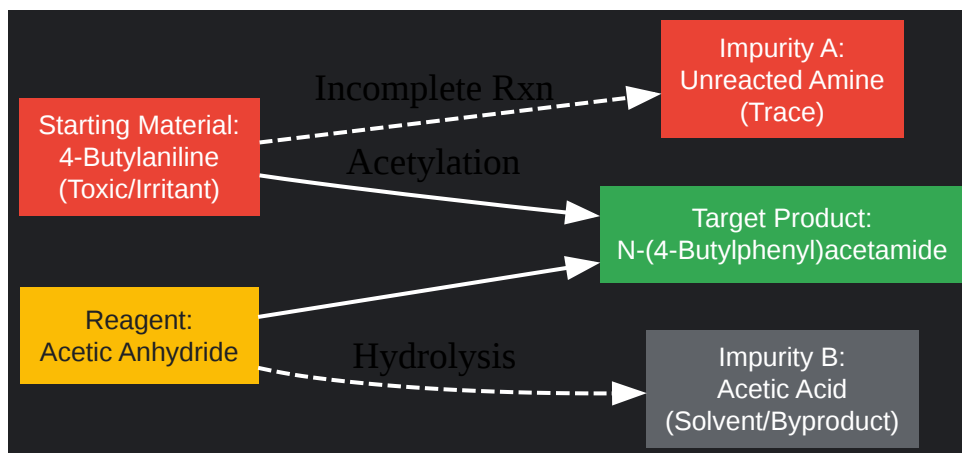 Starting Material:
4-Butylaniline
(Toxic/Irritant)
Reagent:
Acetic Anhydride
Incomplete Rxn
Acetylation
Hydrolysis
Impurity A:
Unreacted Amine
(Trace)
Target Product:
N-(4-Butylphenyl)acetamide
Impurity B:
Acetic Acid
(Solvent/Byproduct)